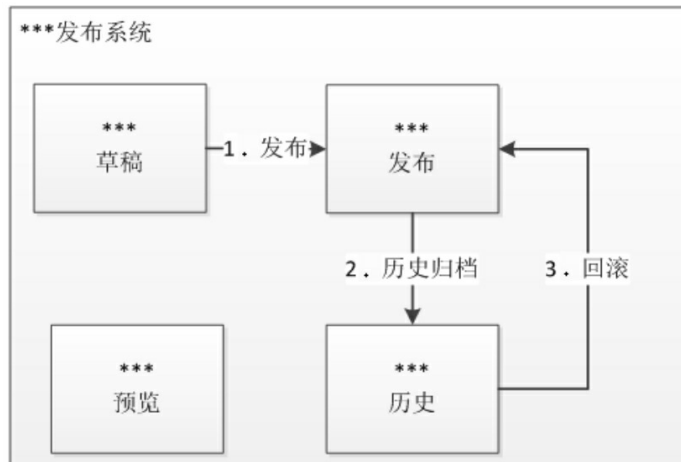 ***发布系统
***
草稿
1. 发布
***
发布
2. 历史归档
3. 回滚
***
预览
***
历史